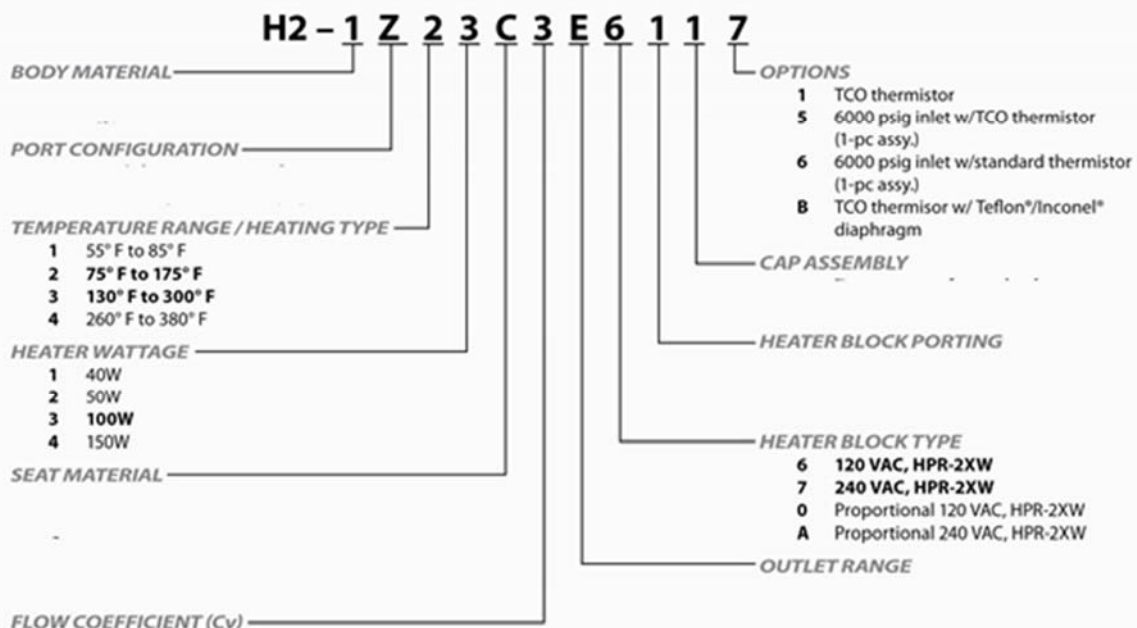 H2 – 1 Z 2 3 C 3 E 6 1 1 7
BODY MATERIAL
PORT CONFIGURATION
TEMPERATURE RANGE / HEATING TYPE
1 55° F to 85° F
2 75° F to 175° F
3 130° F to 300° F
4 260° F to 380° F
HEATER WATTAGE
1 40W
2 50W
3 100W
4 150W
SEAT MATERIAL
FLOW COEFFICIENT (Cv)
OPTIONS
1 TCO thermistor
5 6000 psig inlet w/TCO thermistor
(1-pc assy.)
6 6000 psig inlet w/standard thermistor
(1-pc assy.)
B TCO thermisor w/ Teflon®/Inconel®
diaphragm
CAP ASSEMBLY
HEATER BLOCK PORTING
HEATER BLOCK TYPE
6 120 VAC, HPR-2XW
7 240 VAC, HPR-2XW
0 Proportional 120 VAC, HPR-2XW
A Proportional 240 VAC, HPR-2XW
OUTLET RANGE